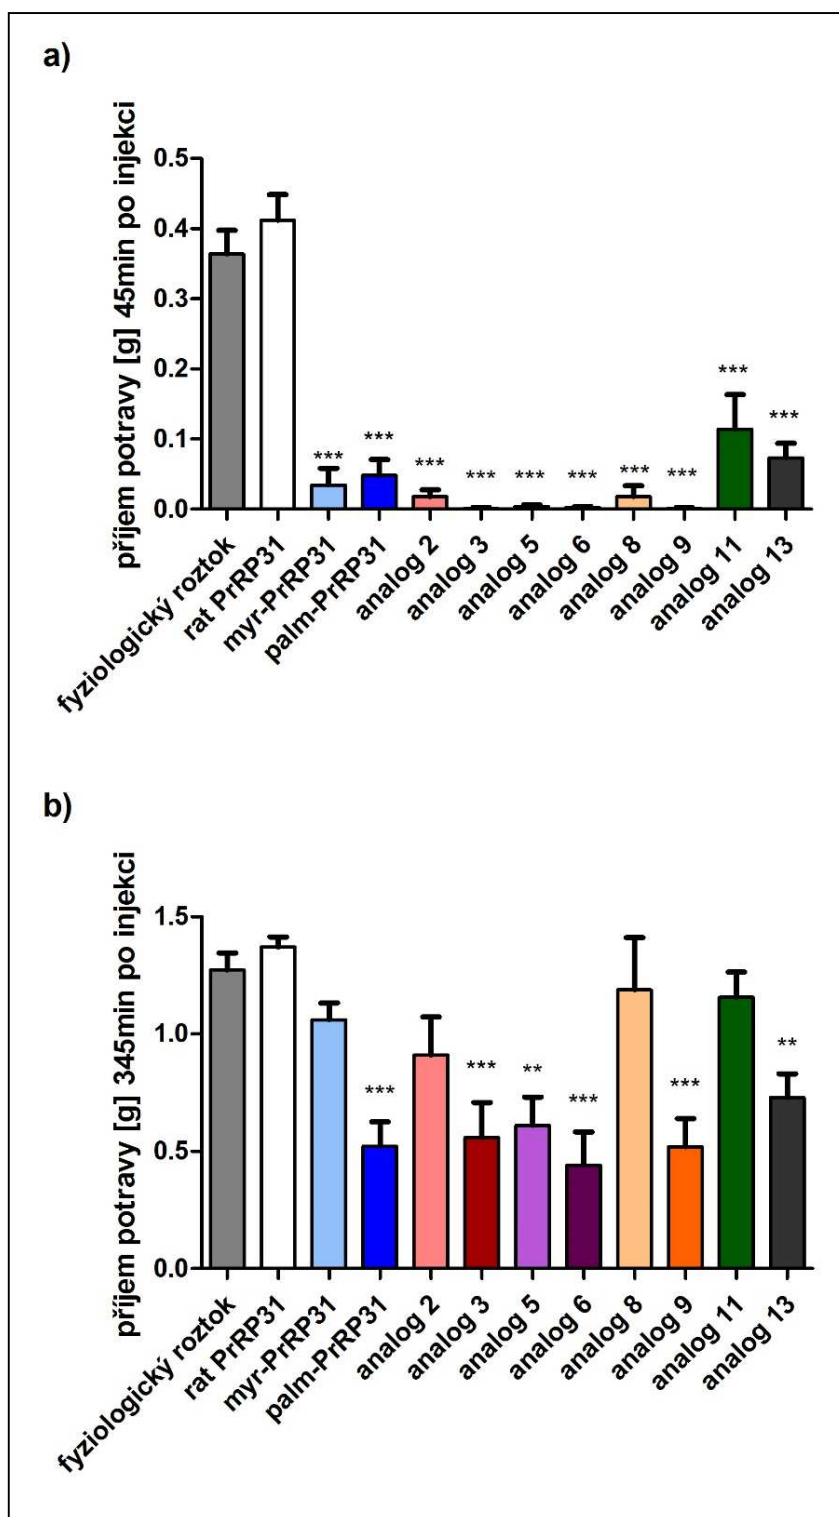 a)
příjem potravy [g] 45min po injekci
0.5
0.4
0.3
0.2
0.1
0.0
***
***
***
***
***
***
***
***
***
***
fyziologický roztok
rat PrRP31
myr-PrRP31
palm-PrRP31
analog 2
analog 3
analog 5
analog 6
analog 8
analog 9
analog 11
analog 13
b)
příjem potravy [g] 345min po injekci
1.5
1.0
0.5
0.0
***
***
**
***
***
**
fyziologický roztok
rat PrRP31
myr-PrRP31
palm-PrRP31
analog 2
analog 3
analog 5
analog 6
analog 8
analog 9
analog 11
analog 13